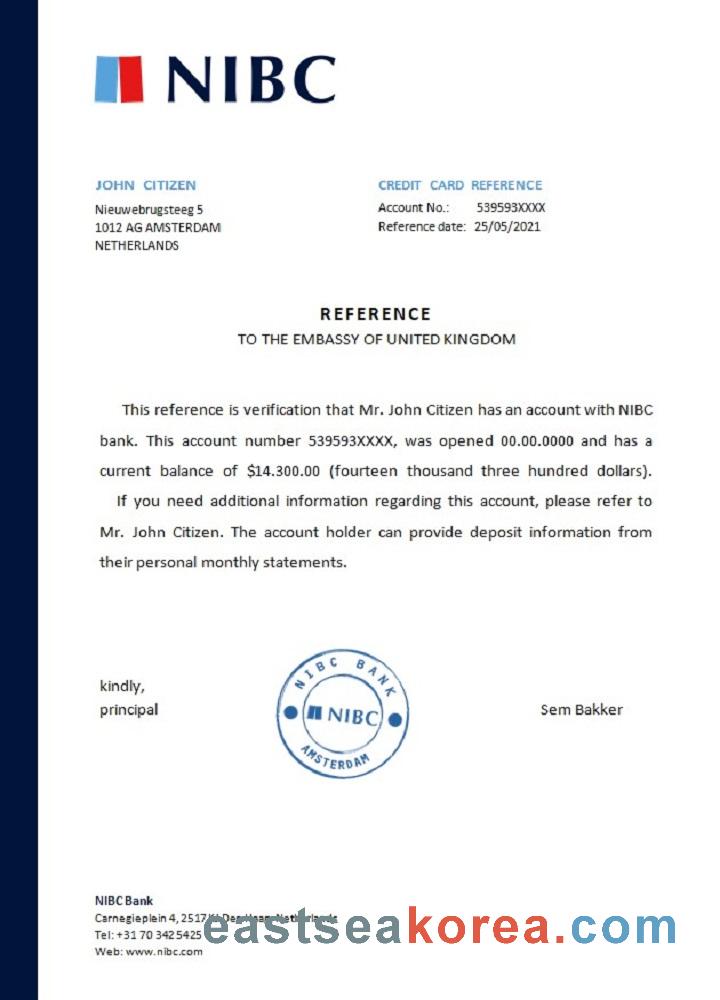 NIBC
JOHN CITIZEN
Nieuwebrugsteeg 5
1012 AG AMSTERDAM
NETHERLANDS
CREDIT CARD REFERENCE
Account No.: 539593XXXX
Reference date: 25/05/2021
REFERENCE
TO THE EMBASSY OF UNITED KINGDOM
This reference is verification that Mr. John Citizen has an account with NIBC
bank. This account number 539593XXXX, was opened 00.00.0000 and has a
current balance of $14.300.00 (fourteen thousand three hundred dollars).
If you need additional information regarding this account, please refer to
Mr. John Citizen. The account holder can provide deposit information from
their personal monthly statements.
kindly,
principal
NIBC BANK
NIBC
AMSTERDAM
Sem Bakker
NIBC Bank
Carnegieplein 4, 2517
Tel: +31 70 342 5425
Web: www.nibc.com
eastseakorea.com